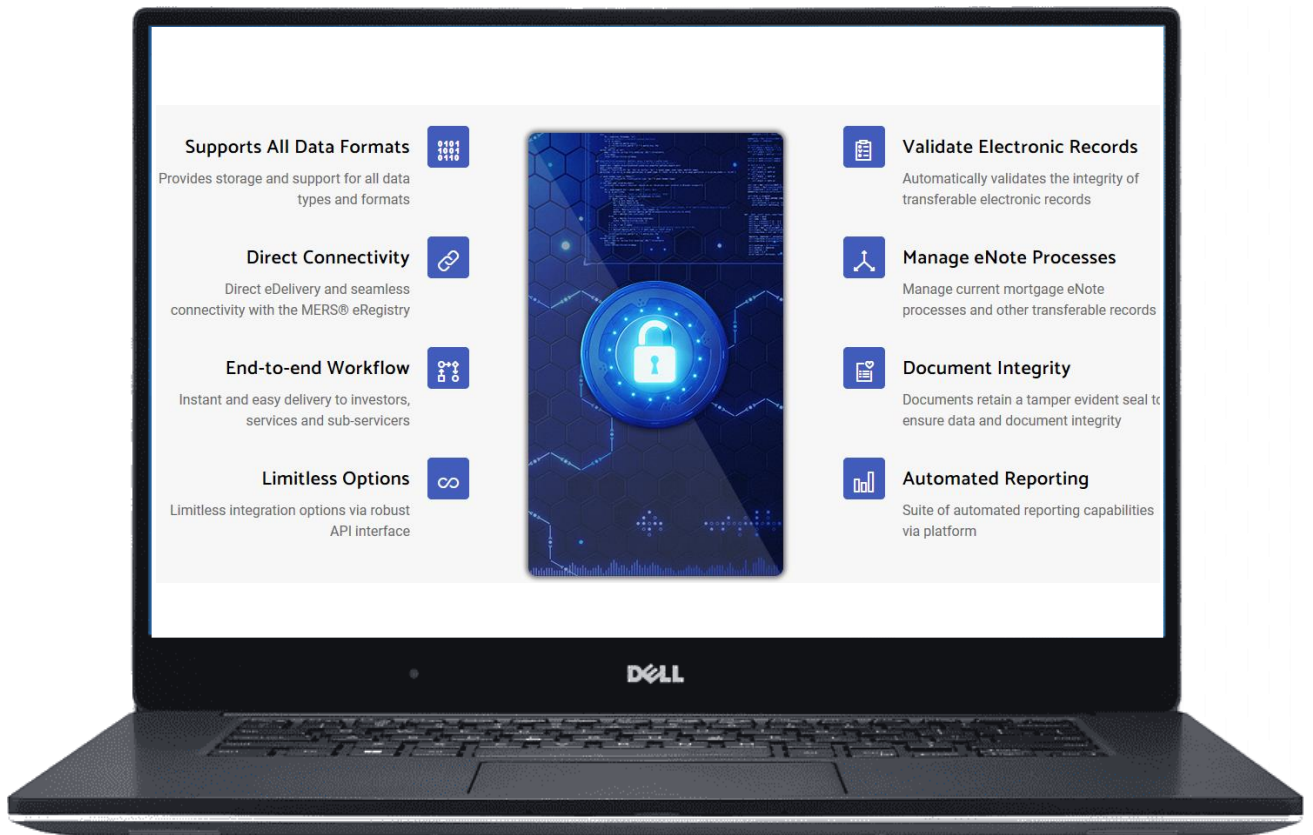 Supports All Data Formats
0101
1001
0110
Provides storage and support for all data
types and formats
Direct Connectivity
Direct eDelivery and seamless
connectivity with the MERS® eRegistry
End-to-end Workflow
Instant and easy delivery to investors,
services and sub-servicers
Limitless Options
Limitless integration options via robust
API interface
Validate Electronic Records
Automatically validates the integrity of
transferable electronic records
Manage eNote Processes
Manage current mortgage eNote
processes and other transferable records
Document Integrity
Documents retain a tamper evident seal to
ensure data and document integrity
Automated Reporting
Suite of automated reporting capabilities
via platform
DELL